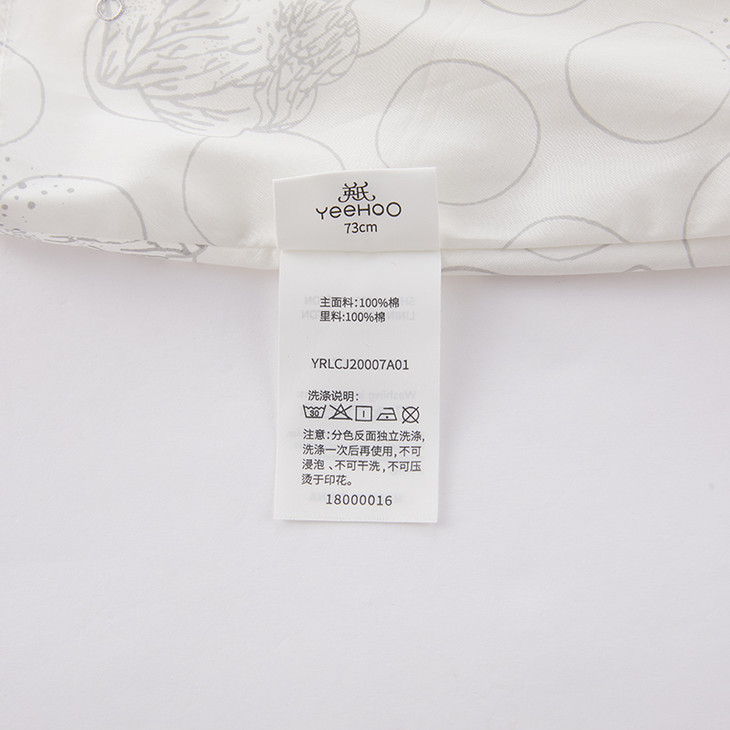 英氏
YeeHOO
73cm
主面料:100%棉
里料:100%棉
YRLCJ20007A01
洗涤说明:
30
注意:分色反面独立洗涤,
洗涤一次后再使用,不可
浸泡、不可干洗,不可压
烫于印花。
18000016